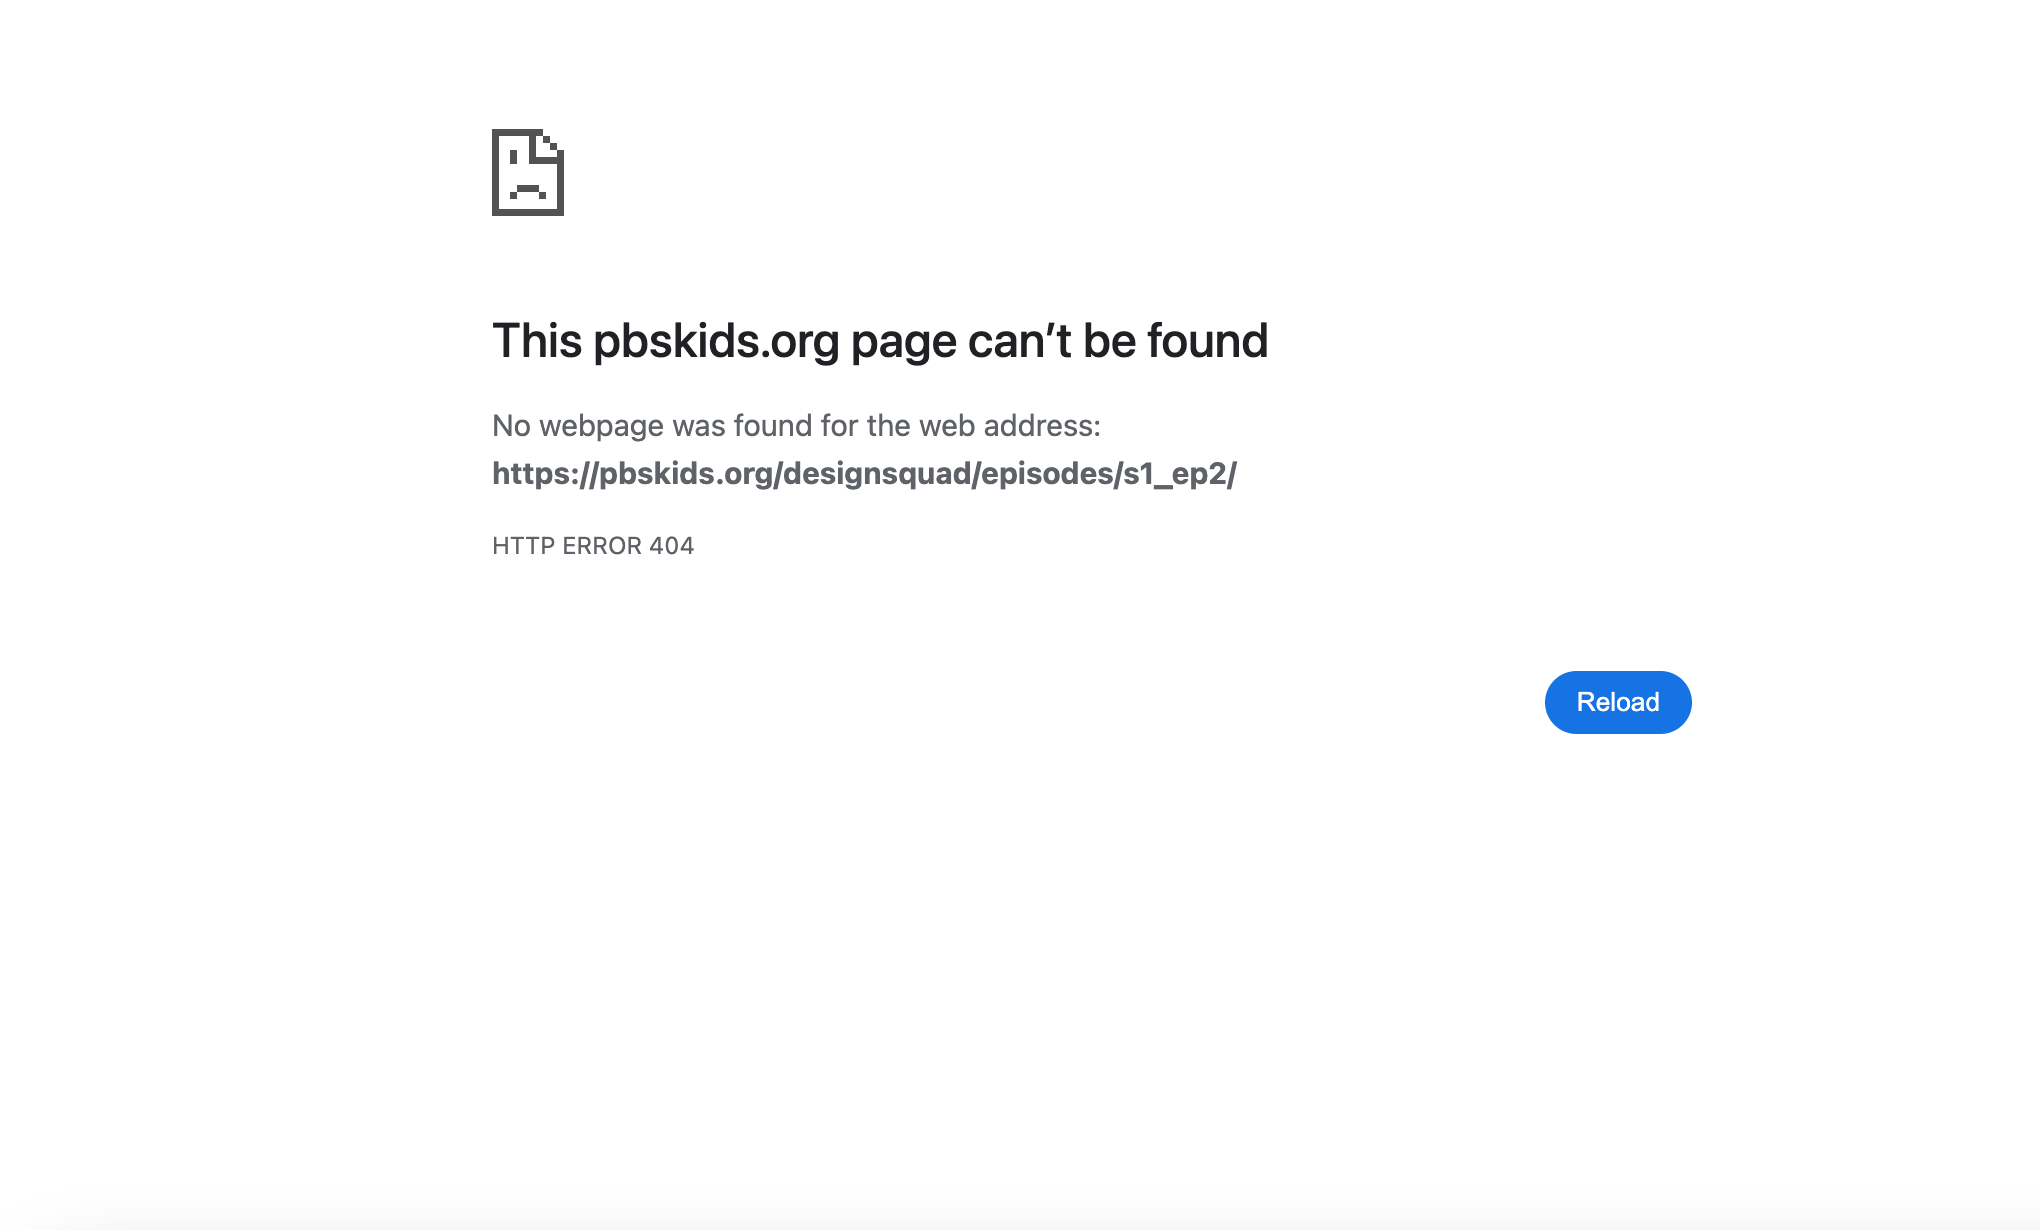 This pbskids.org page can’t be found
No webpage was found for the web address:
https://pbskids.org/designsquad/episodes/s1_ep2/
HTTP ERROR 404
Reload